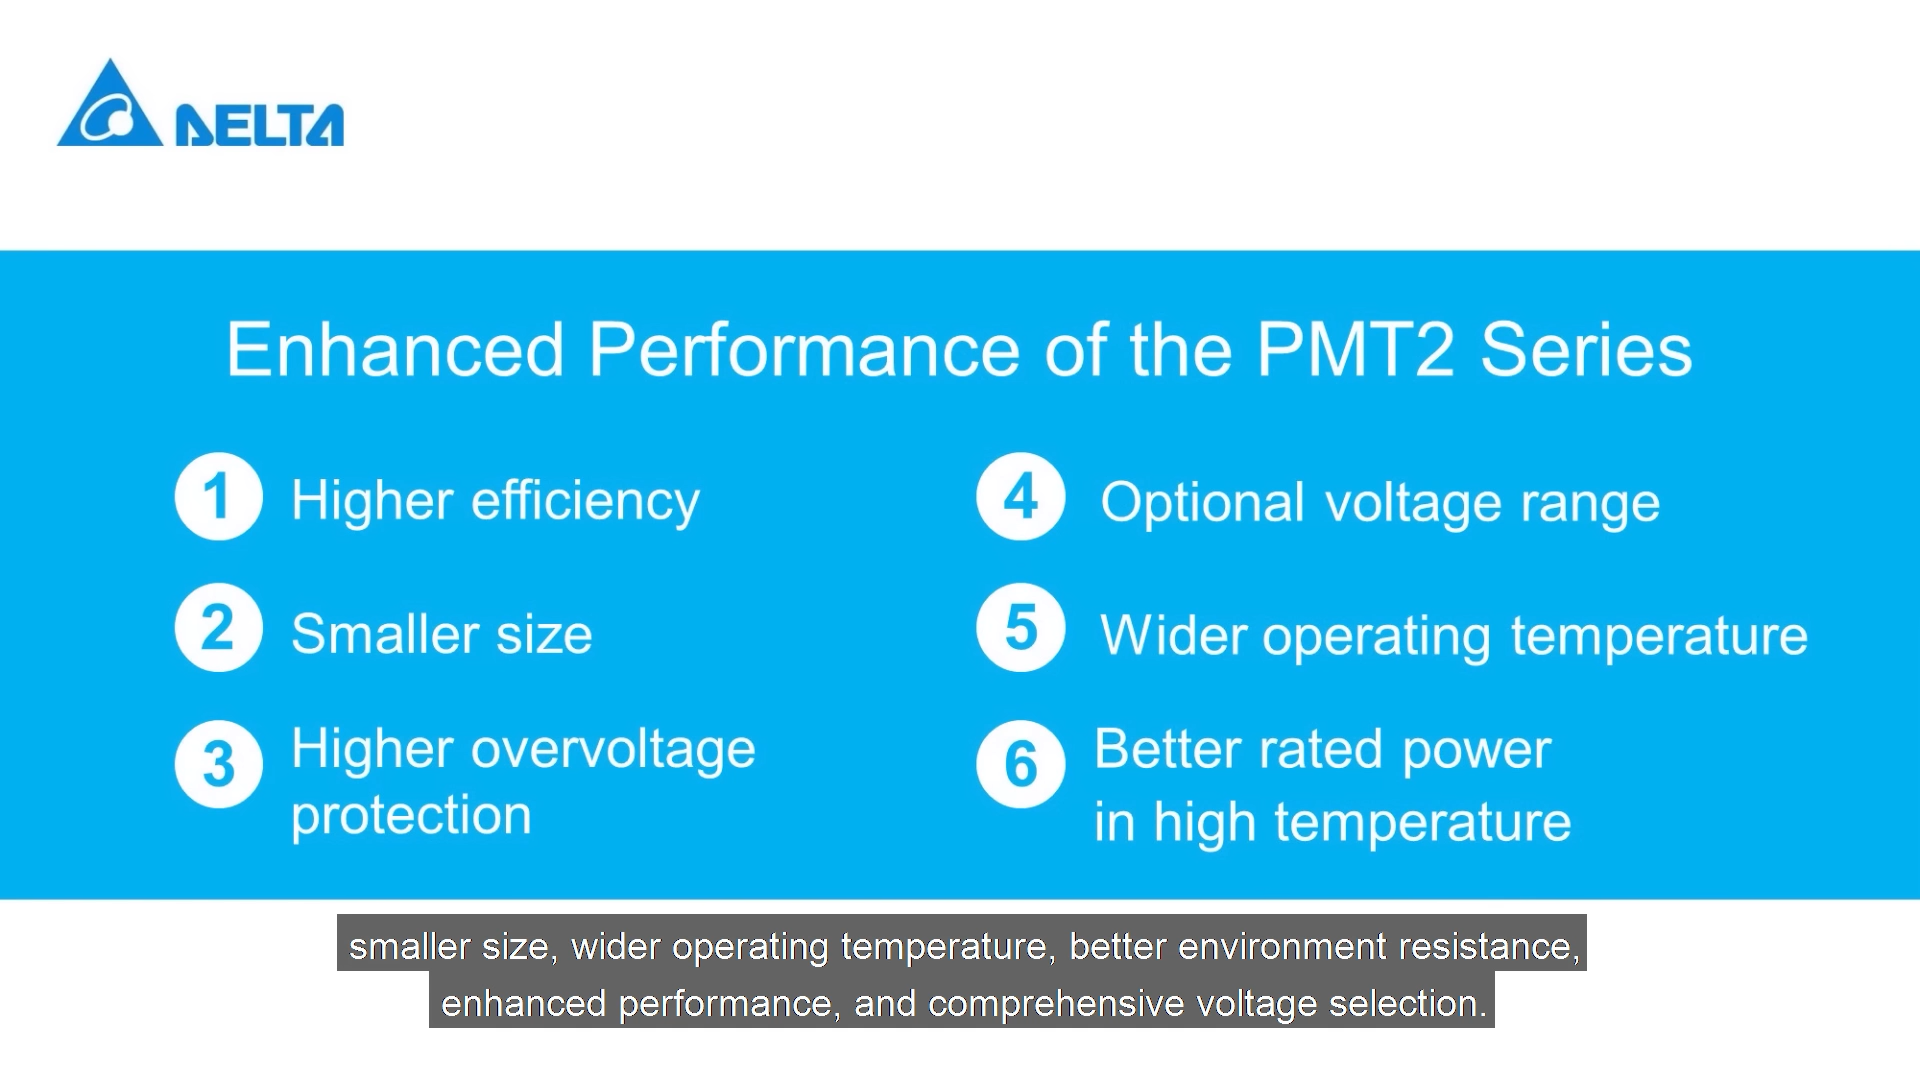 DELTA
Enhanced Performance of the PMT2 Series
1 Higher efficiency
2 Smaller size
3 Higher overvoltage
protection
4 Optional voltage range
5 Wider operating temperature
6 Better rated power
in high temperature
smaller size, wider operating temperature, better environment resistance,
enhanced performance, and comprehensive voltage selection.